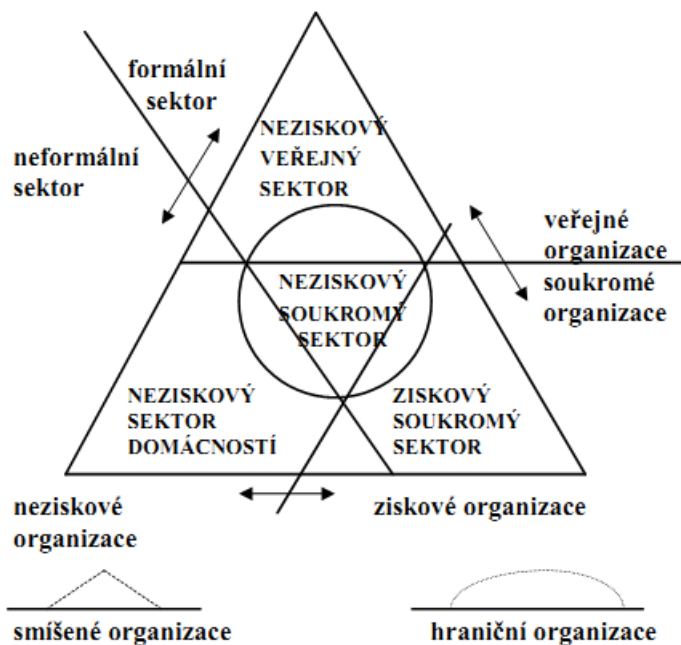 formální
sektor
neformální
sektor
NEZISKOVÝ
VEŘEJNÝ
SEKTOR
veřejné
organizace
soukromé
organizace
NEZISKOVÝ
SOUKROMÝ
SEKTOR
NEZISKOVÝ
SEKTOR
DOMÁCNOSTÍ
ZISKOVÝ
SOUKROMÝ
SEKTOR
neziskové
organizace
ziskové organizace
smíšené organizace
hraniční organizace